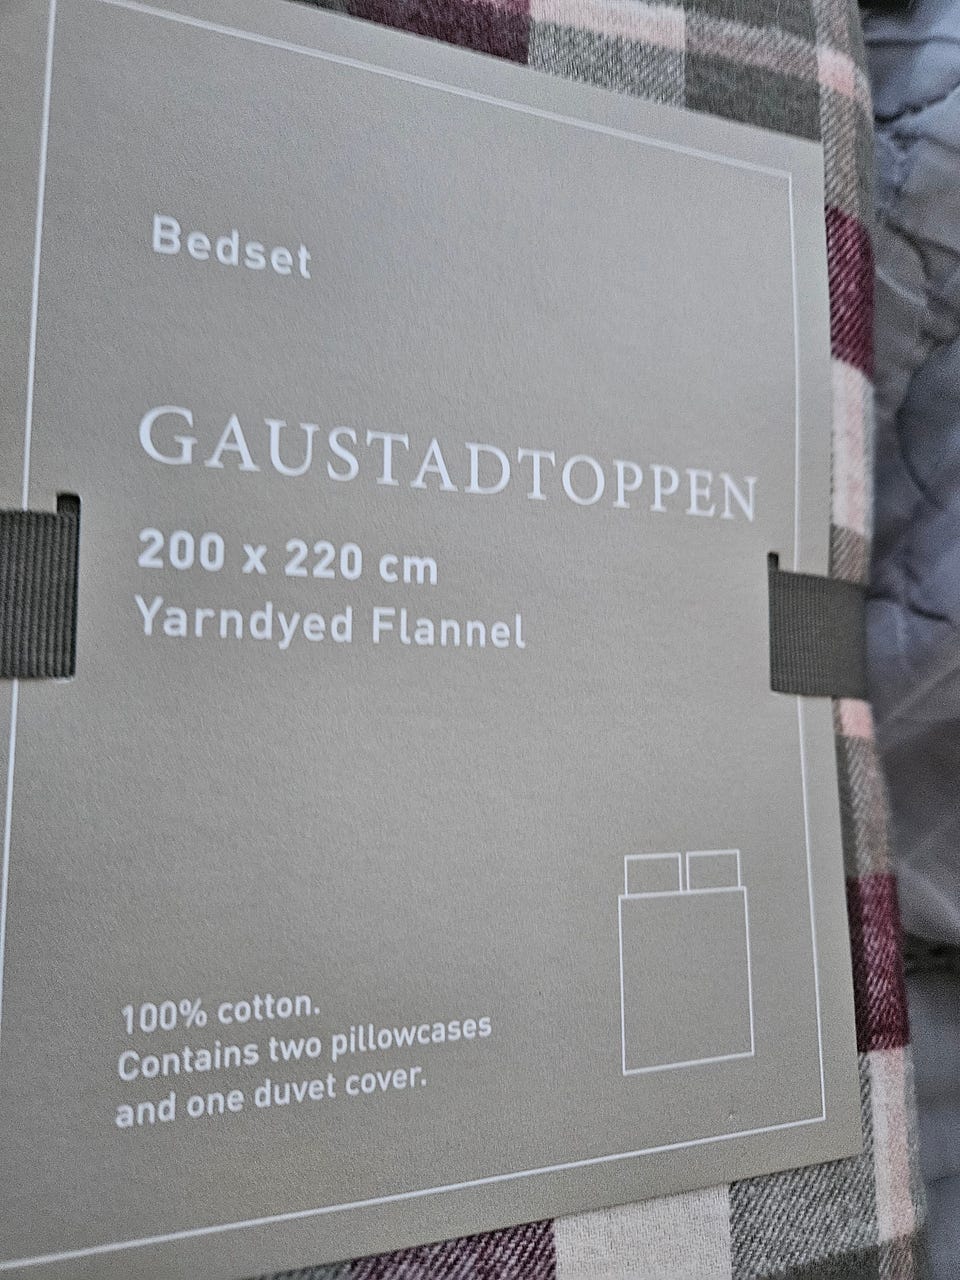 Bedset
GAUSTADTOPPEN
200 x 220 cm
Yarndyed Flannel
100% cotton.
Contains two pillowcases
and one duvet cover.